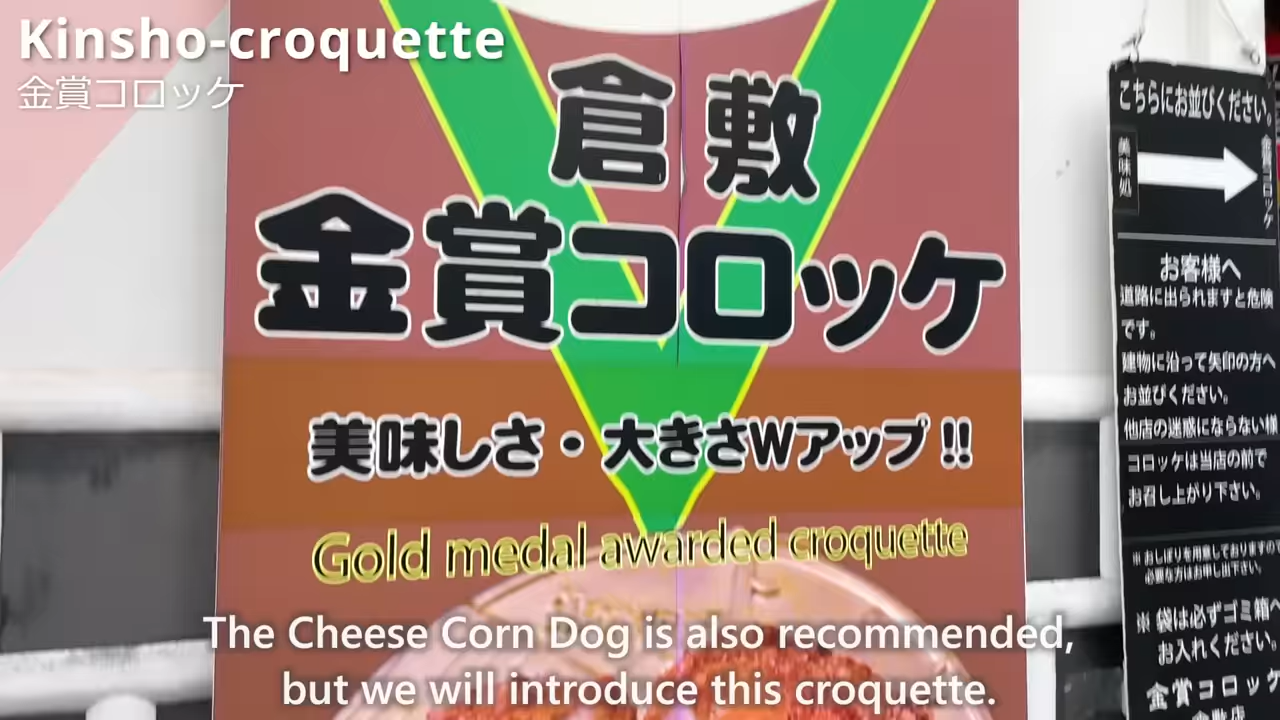 Kinsho-croquette
金賞コロッケ
倉敷
金賞コロッケ
美味しさ・大きさWアップ!!
Gold medal awarded croquette
The Cheese Corn Dog is also recommended,
but we will introduce this croquette.
こちらにお並びください。
美味処
金賞コロッケ
お客様へ
道路に出られますと危険
です。
建物に沿って矢印の方へ
お並びください。
他店の迷惑にならない様
コロッケは当店の前で
お召し上がり下さい。
※おしぼりを用意しておりますので
必要な方はお申し出下さい。
※ 袋は必ずゴミ箱へ
お入れください。
金賞コロッケ
倉敷店